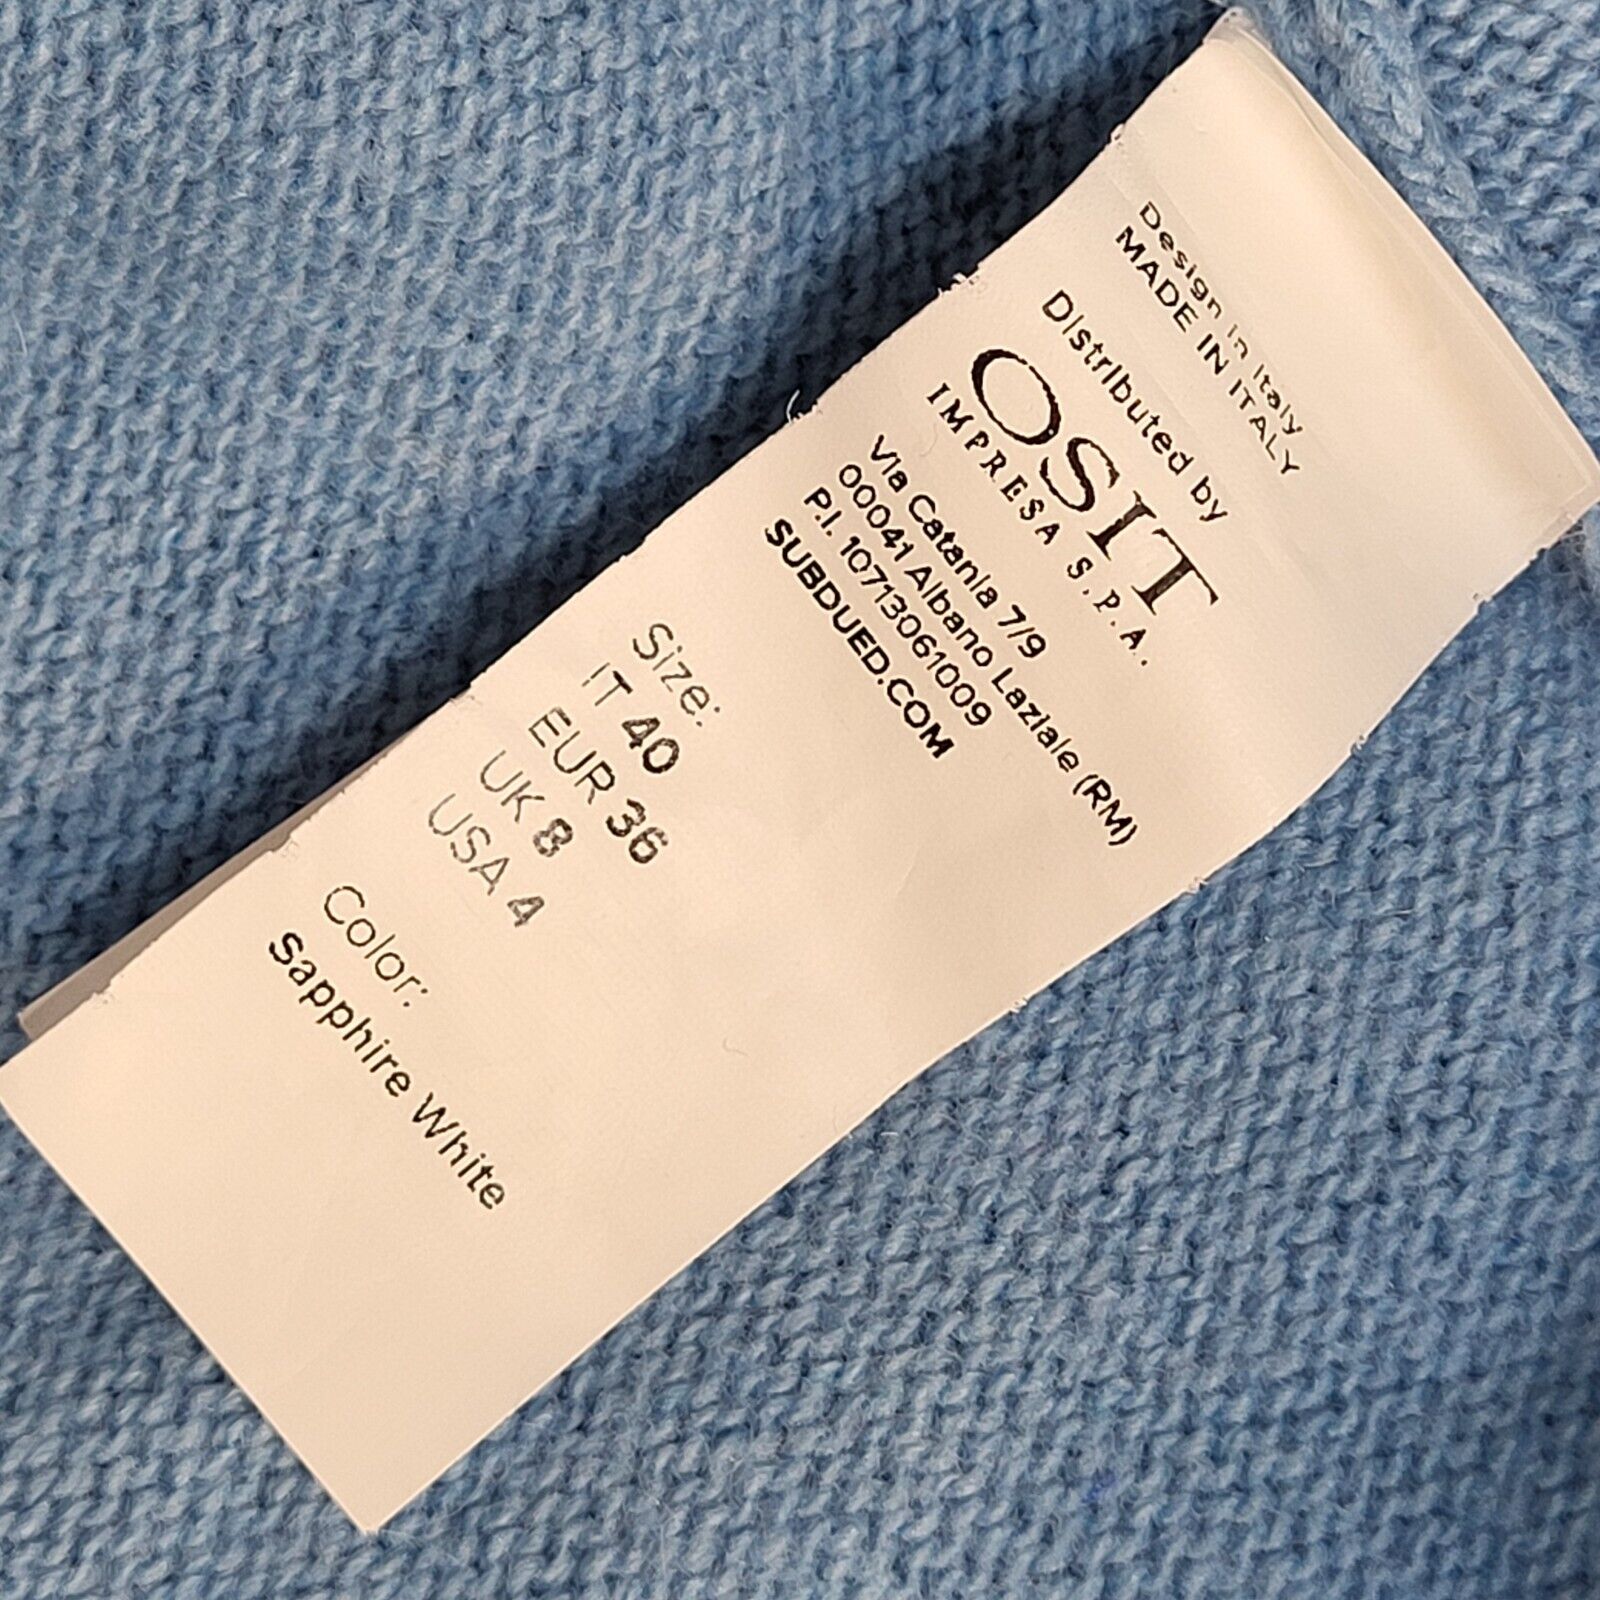 Design in Italy
MADE IN ITALY
Distributed by
OSIT
IMPRESA S.P.A.
Via Catania 7/9
00041 Albano Laziale (RM)
P.I. 10713061009
SUBDUED.COM
Size:
IT 40
EUR 36
UK 8
USA 4
Color:
Sapphire White